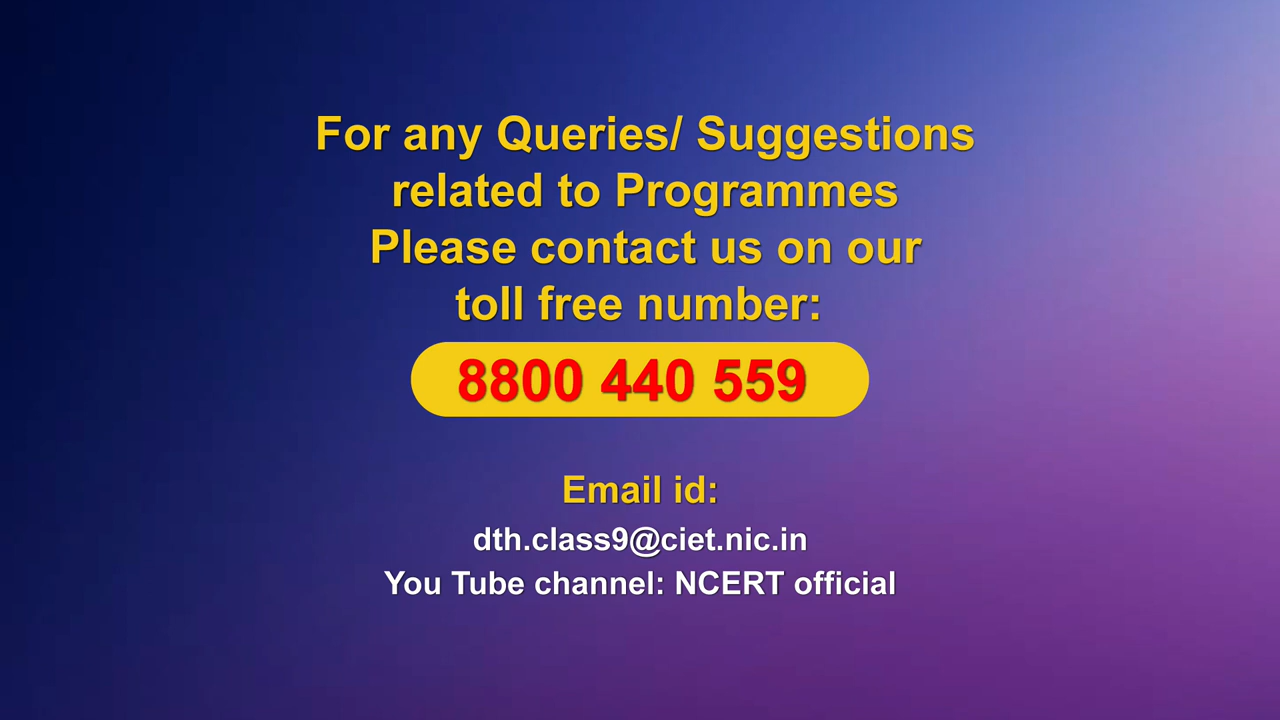 For any Queries/ Suggestions
related to Programmes
Please contact us on our
toll free number:
8800 440 559
Email id:
dth.class9@ciet.nic.in
You Tube channel: NCERT official